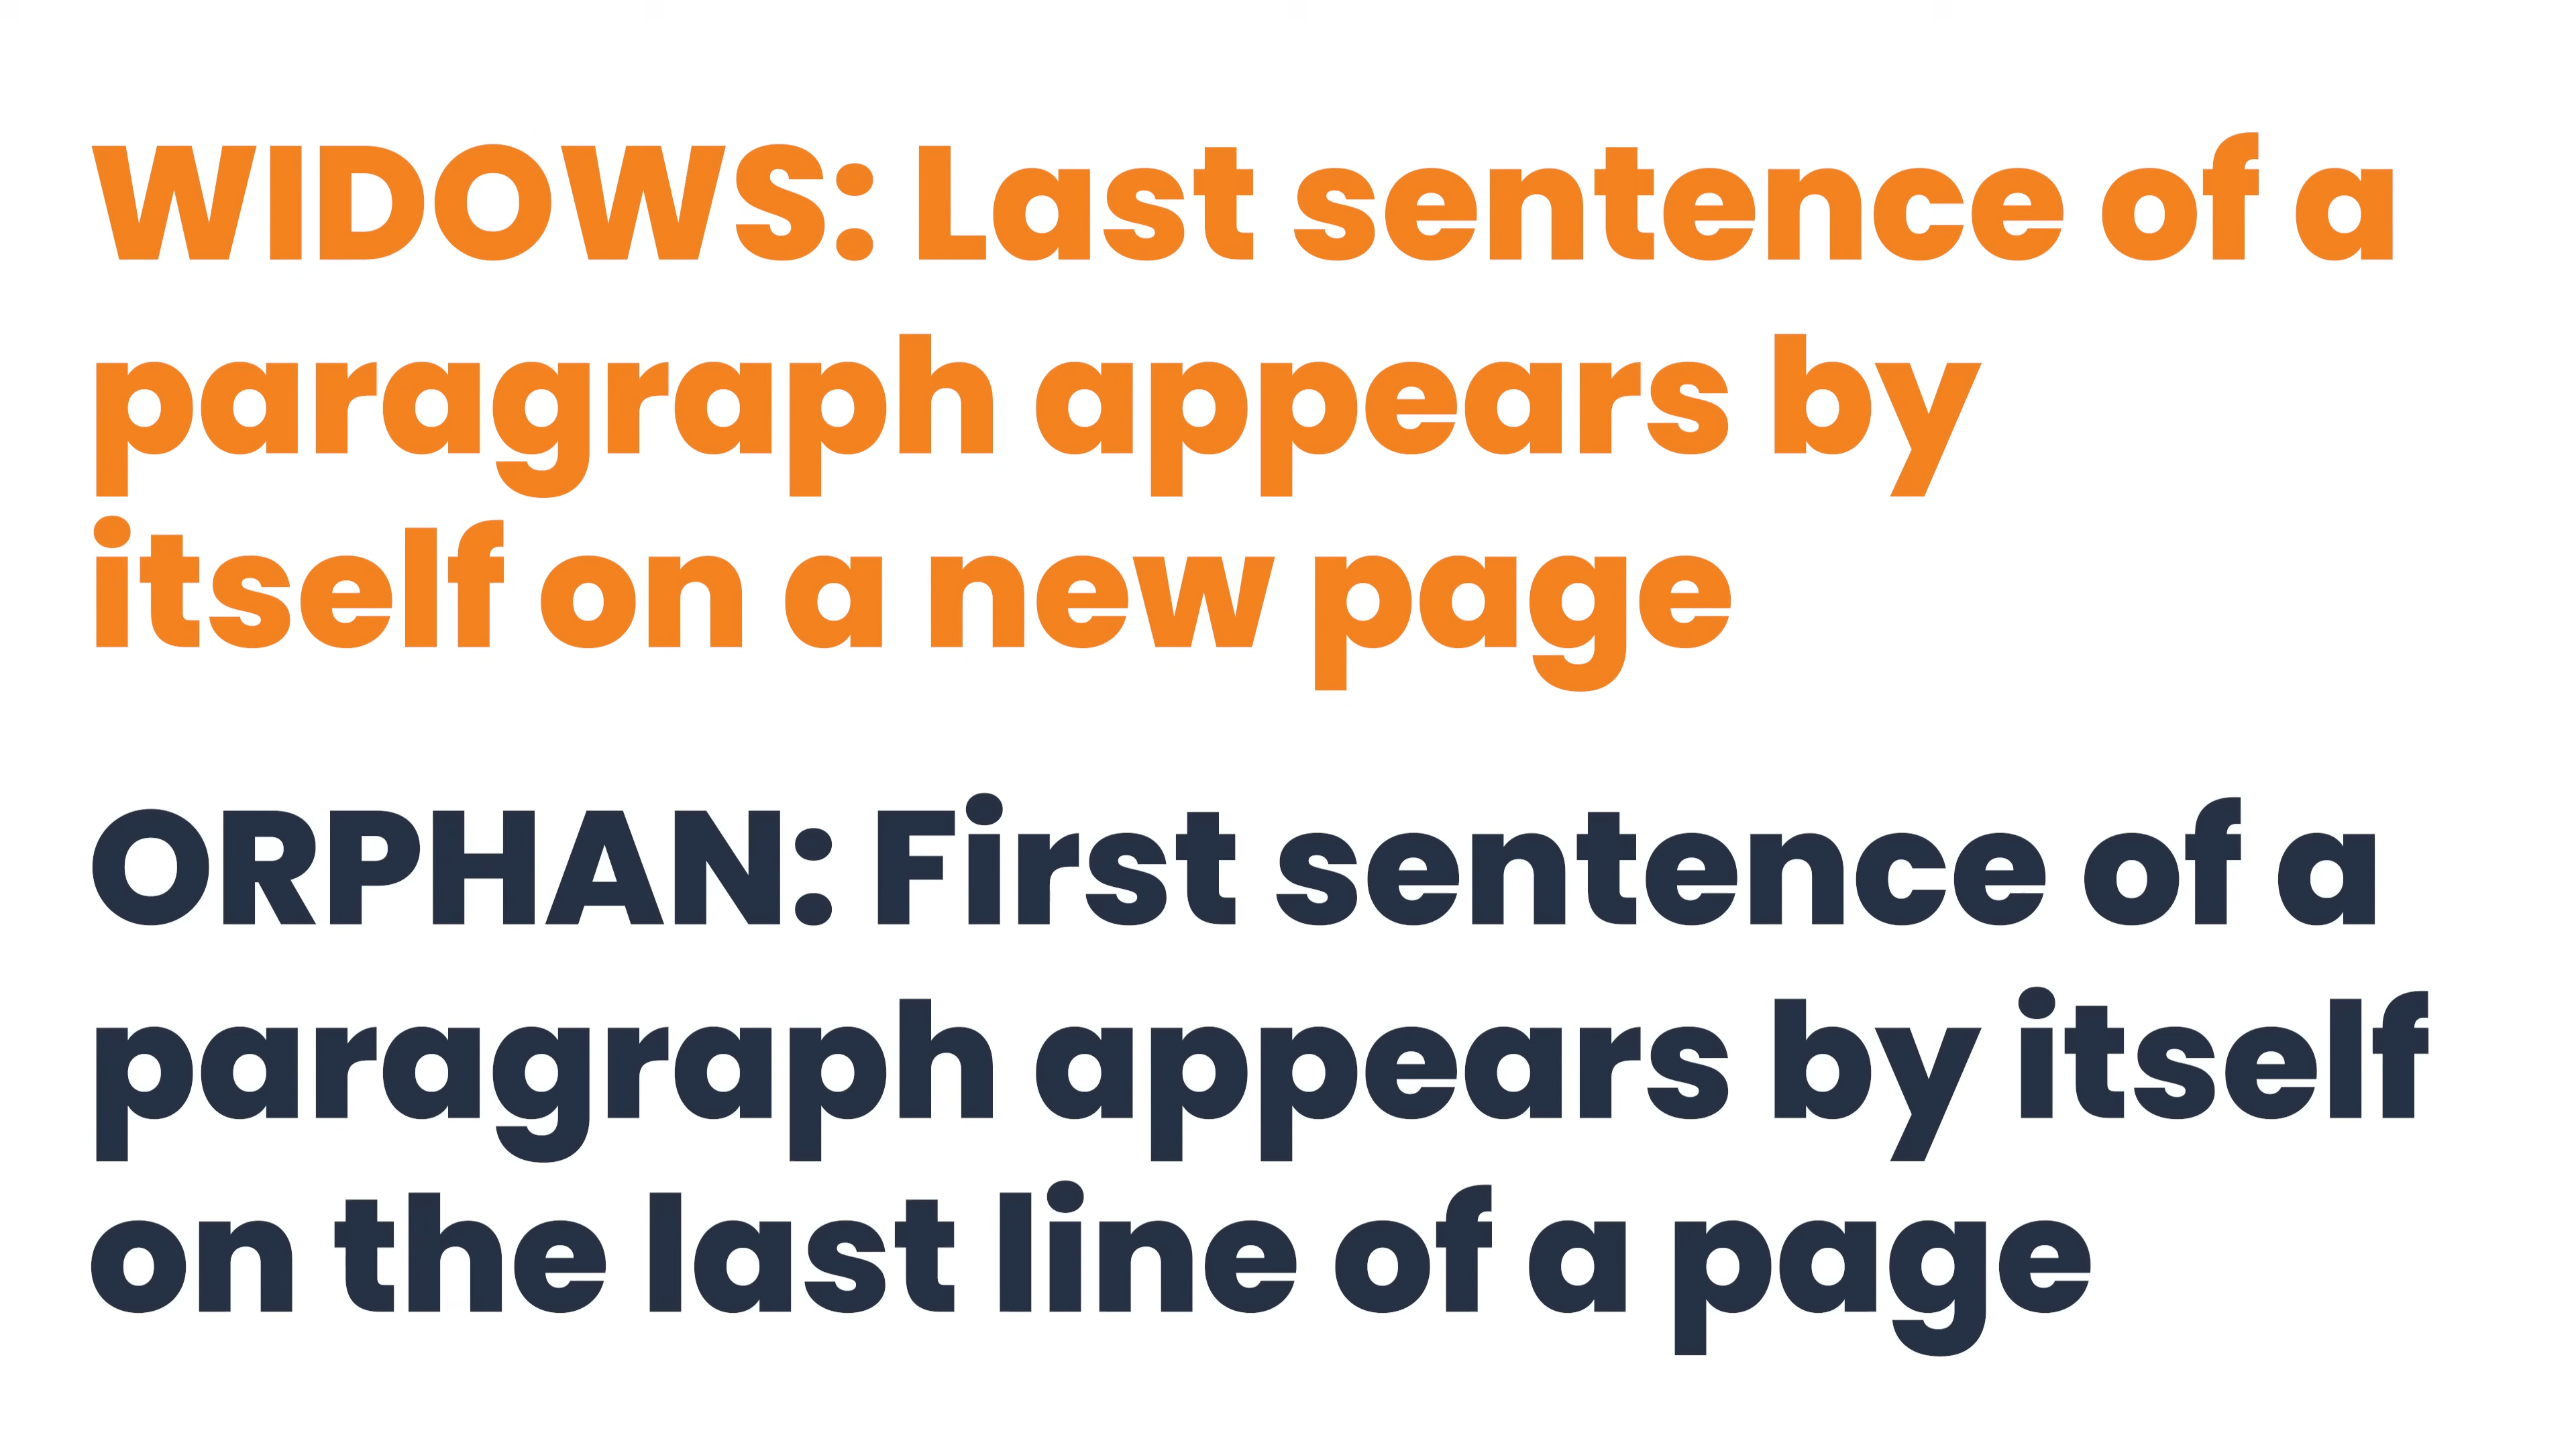 WIDOWS: Last sentence of a
paragraph appears by
itself on a new page
ORPHAN: First sentence of a
paragraph appears by itself
on the last line of a page